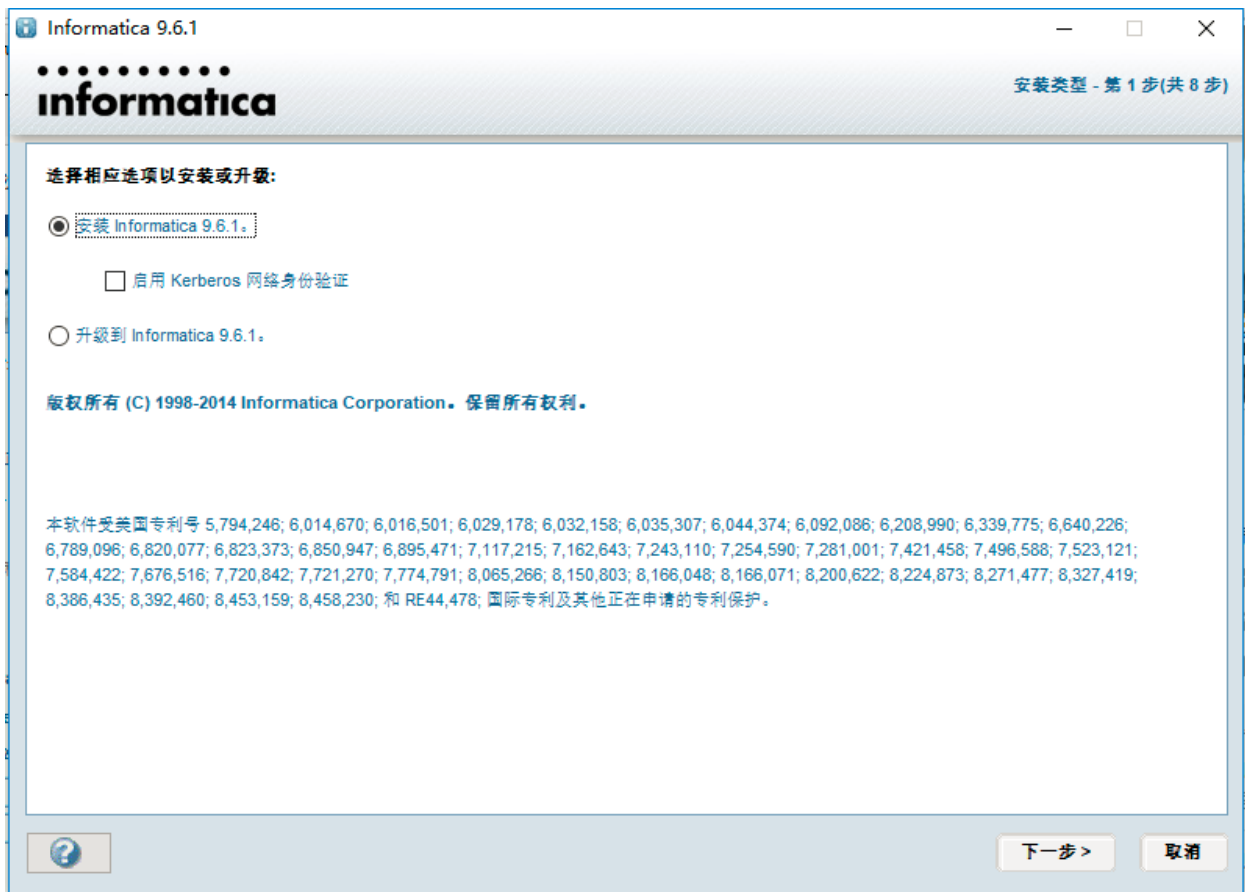 Informatica 9.6.1
informatica
安装类型 - 第 1 步(共 8 步)
选择相应选项以安装或升级:
安装 Informatica 9.6.1。
启用 Kerberos 网络身份验证
升级到 Informatica 9.6.1。
版权所有 (C) 1998-2014 Informatica Corporation。保留所有权利。
本软件受美国专利号 5,794,246; 6,014,670; 6,016,501; 6,029,178; 6,032,158; 6,035,307; 6,044,374; 6,092,086; 6,208,990; 6,339,775; 6,640,226;
6,789,096; 6,820,077; 6,823,373; 6,850,947; 6,895,471; 7,117,215; 7,162,643; 7,243,110; 7,254,590; 7,281,001; 7,421,458; 7,496,588; 7,523,121;
7,584,422; 7,676,516; 7,720,842; 7,721,270; 7,774,791; 8,065,266; 8,150,803; 8,166,048; 8,166,071; 8,200,622; 8,224,873; 8,271,477; 8,327,419;
8,386,435; 8,392,460; 8,453,159; 8,458,230; 和 RE44,478; 国际专利及其他正在申请的专利保护。
下一步 >
取消